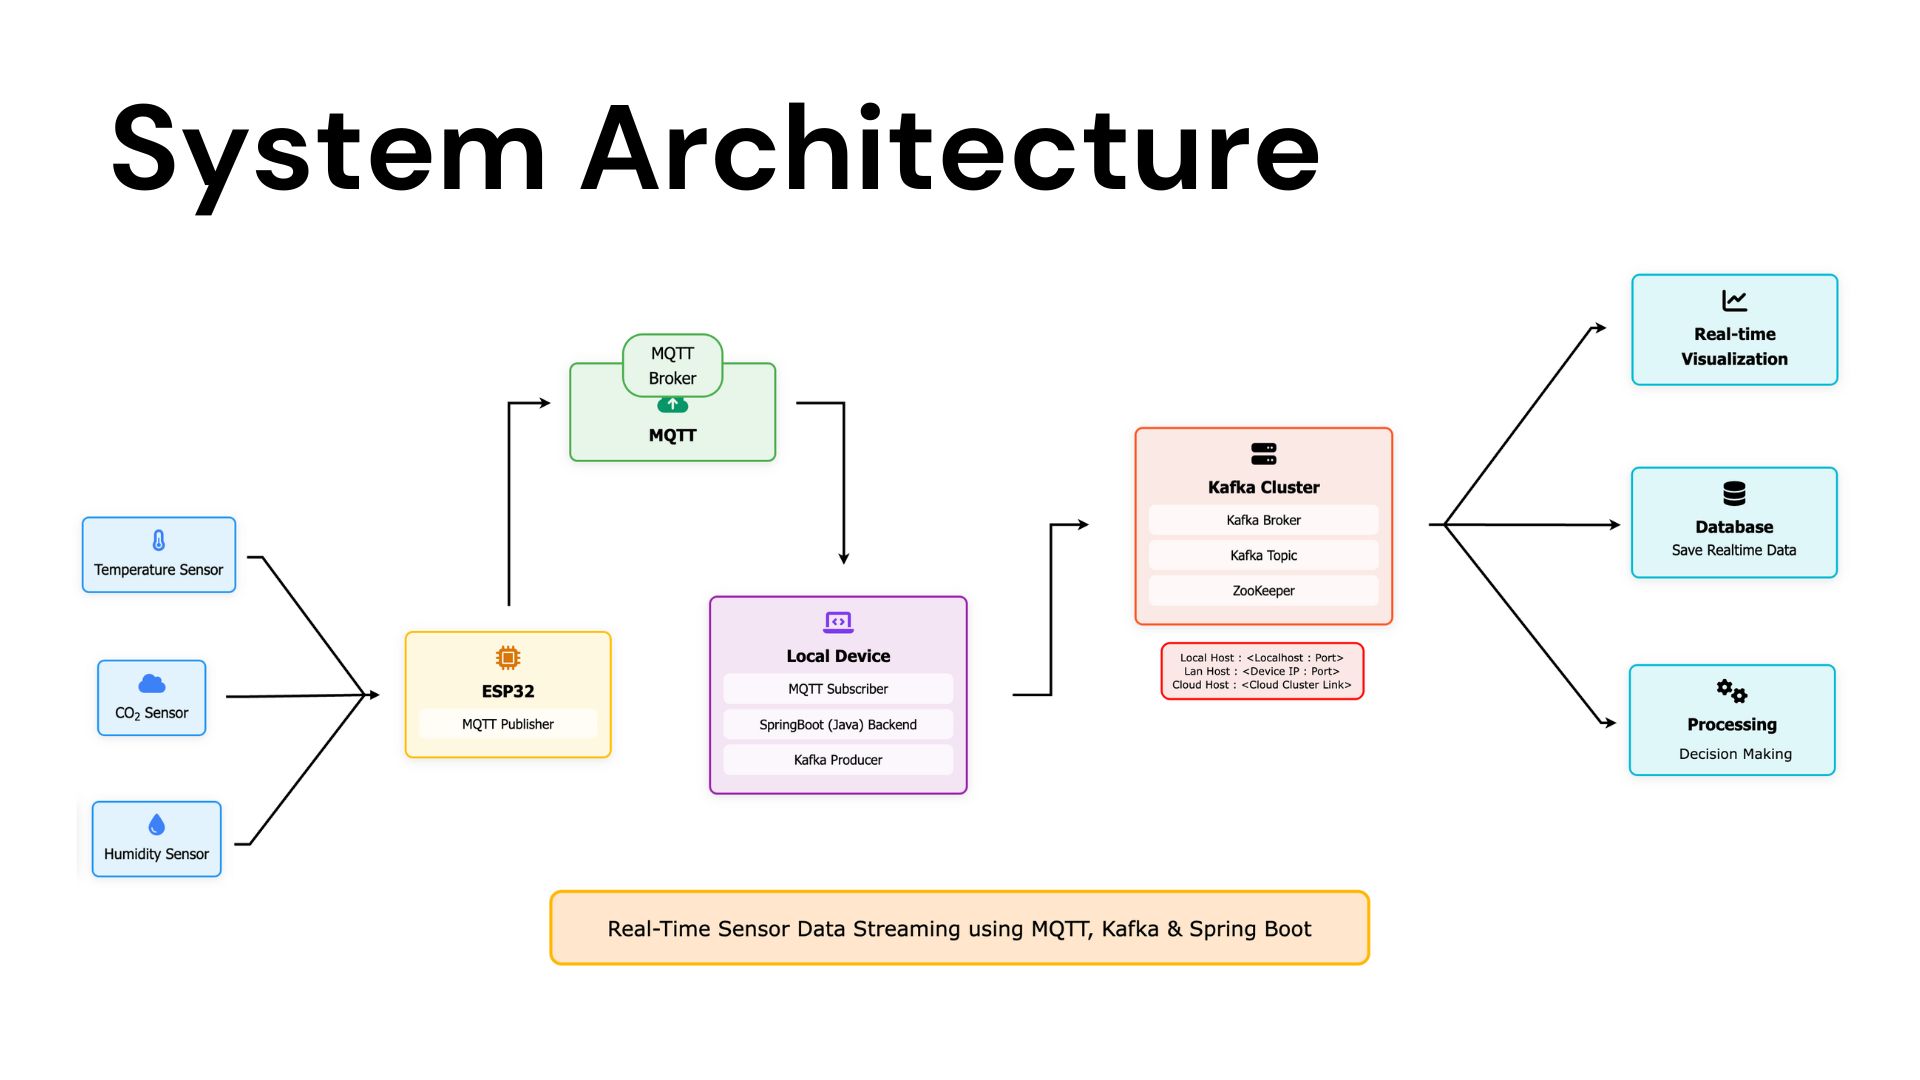 System Architecture
Temperature Sensor
CO₂ Sensor
Humidity Sensor
ESP32
MQTT Publisher
MQTT
Broker
MQTT
Local Device
MQTT Subscriber
SpringBoot (Java) Backend
Kafka Producer
Kafka Cluster
Kafka Broker
Kafka Topic
ZooKeeper
Local Host : <Localhost : Port>
Lan Host : <Device IP : Port>
Cloud Host : <Cloud Cluster Link>
Real-time
Visualization
Database
Save Realtime Data
Processing
Decision Making
Real-Time Sensor Data Streaming using MQTT, Kafka & Spring Boot